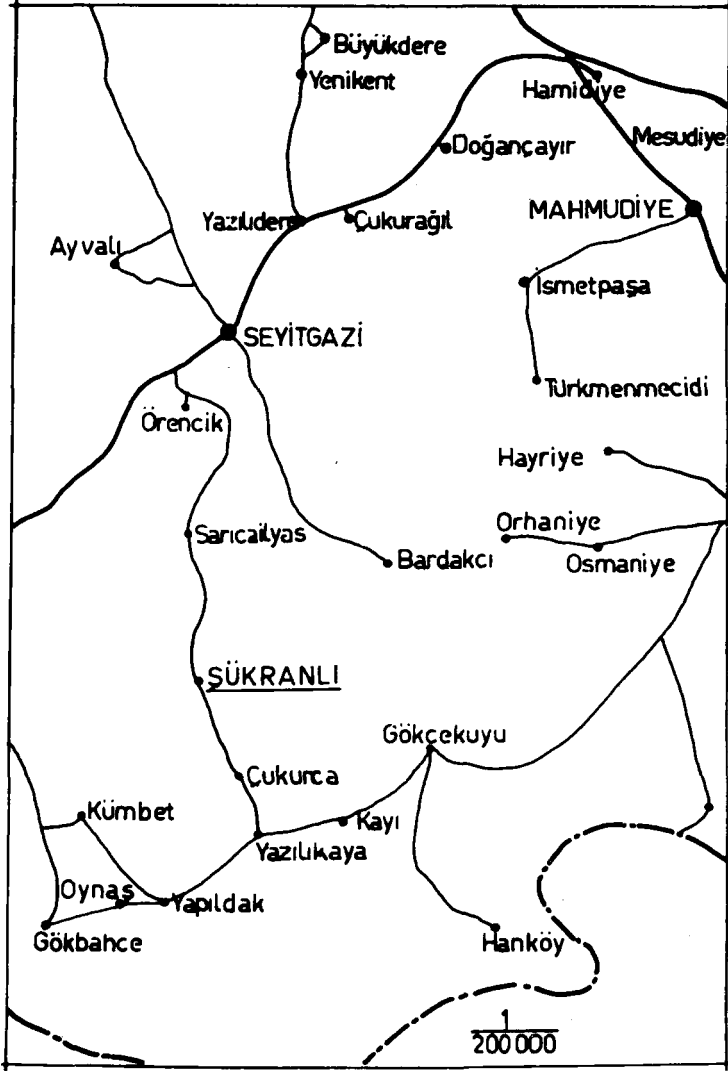 Büyükdere
Yenikent
Hamidiye
Mesudiye
Doğançayır
Yazılıdere
Çukurağıl
MAHMUDİYE
Ayvalı
İsmetpaşa
SEYİTGAZİ
Türkmenmecidi
Örencik
Hayriye
Sarıcailyas
Orhaniye
Bardakcı
Osmaniye
ŞÜKRANLI
Gökçekuyu
Çukurca
Kümbet
Kayı
Yazılıkaya
Oynaş
Yapıldak
Gökbahce
Hanköy
1
200 000